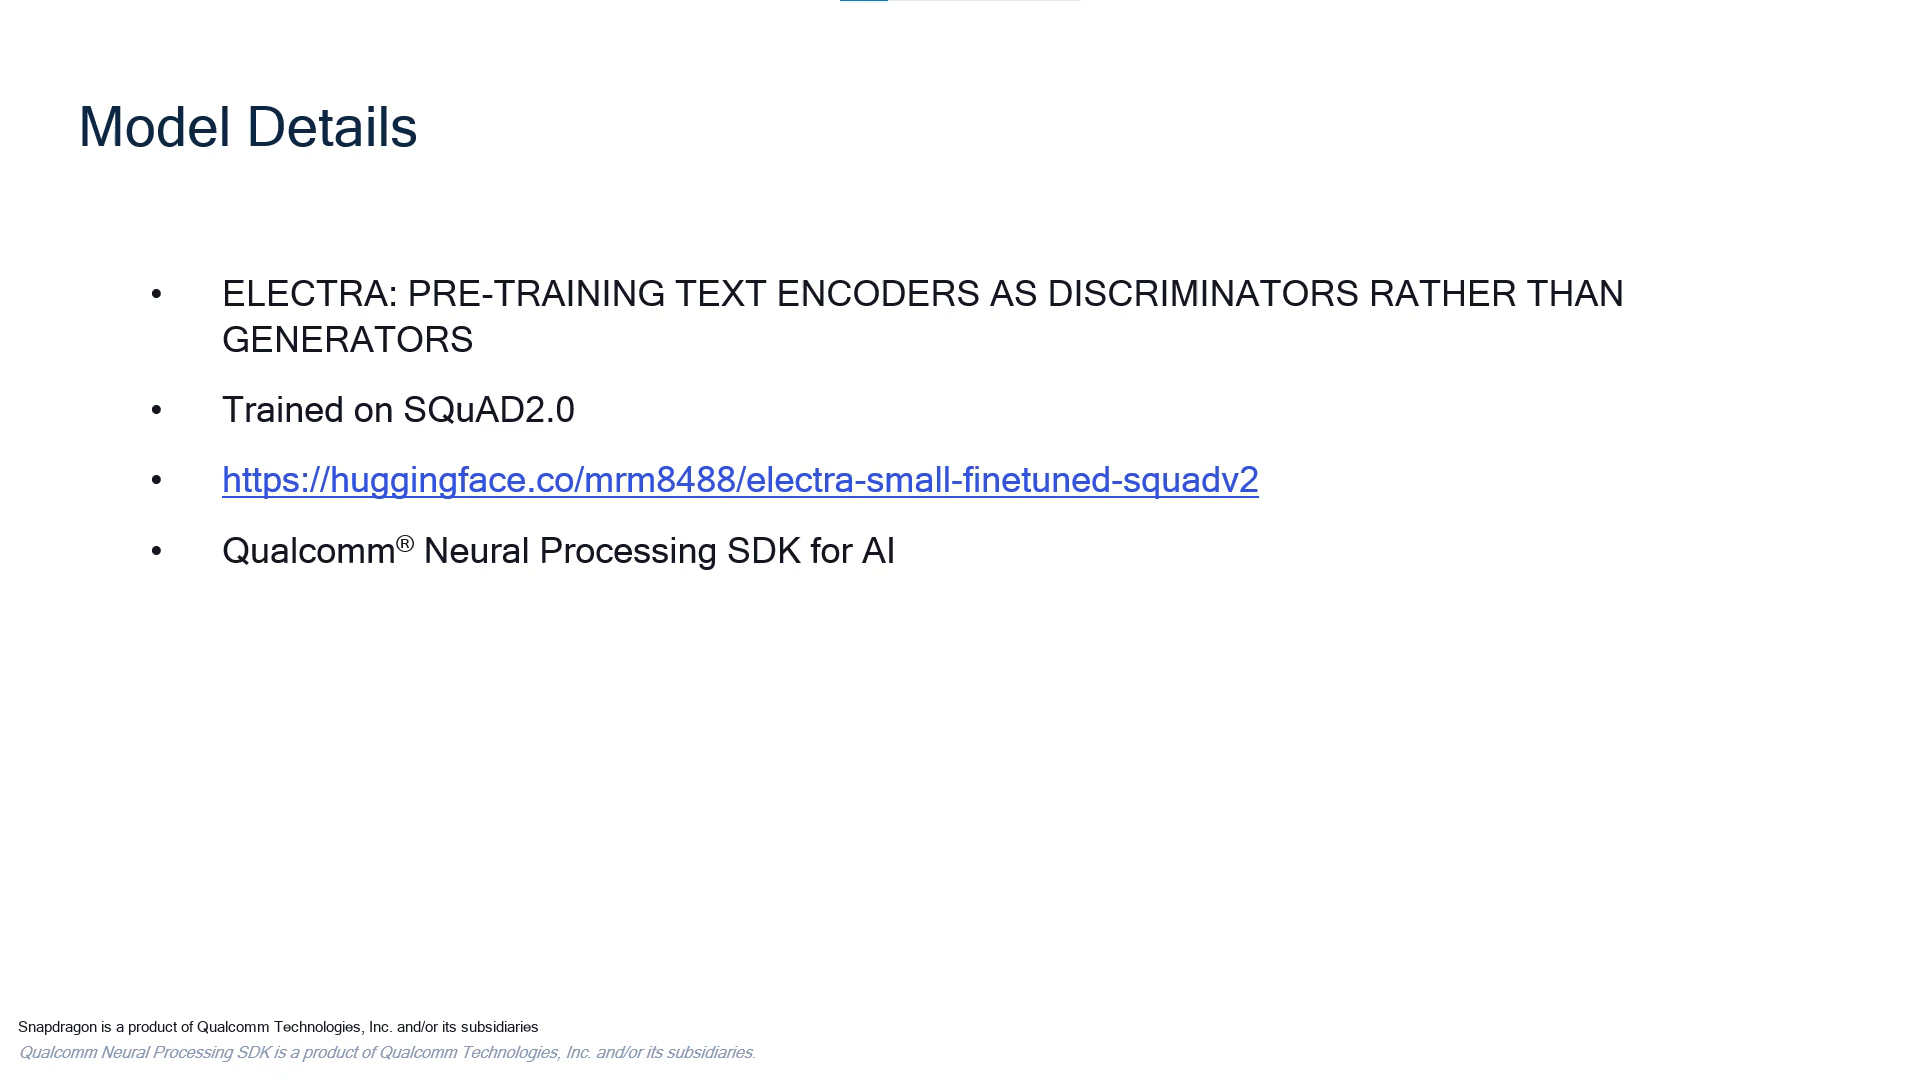 Model Details
• ELECTRA: PRE-TRAINING TEXT ENCODERS AS DISCRIMINATORS RATHER THAN
GENERATORS
• Trained on SQuAD2.0
• https://huggingface.co/mrm8488/electra-small-finetuned-squadv2
• Qualcomm® Neural Processing SDK for AI
Snapdragon is a product of Qualcomm Technologies, Inc. and/or its subsidiaries
Qualcomm Neural Processing SDK is a product of Qualcomm Technologies, Inc. and/or its subsidiaries.